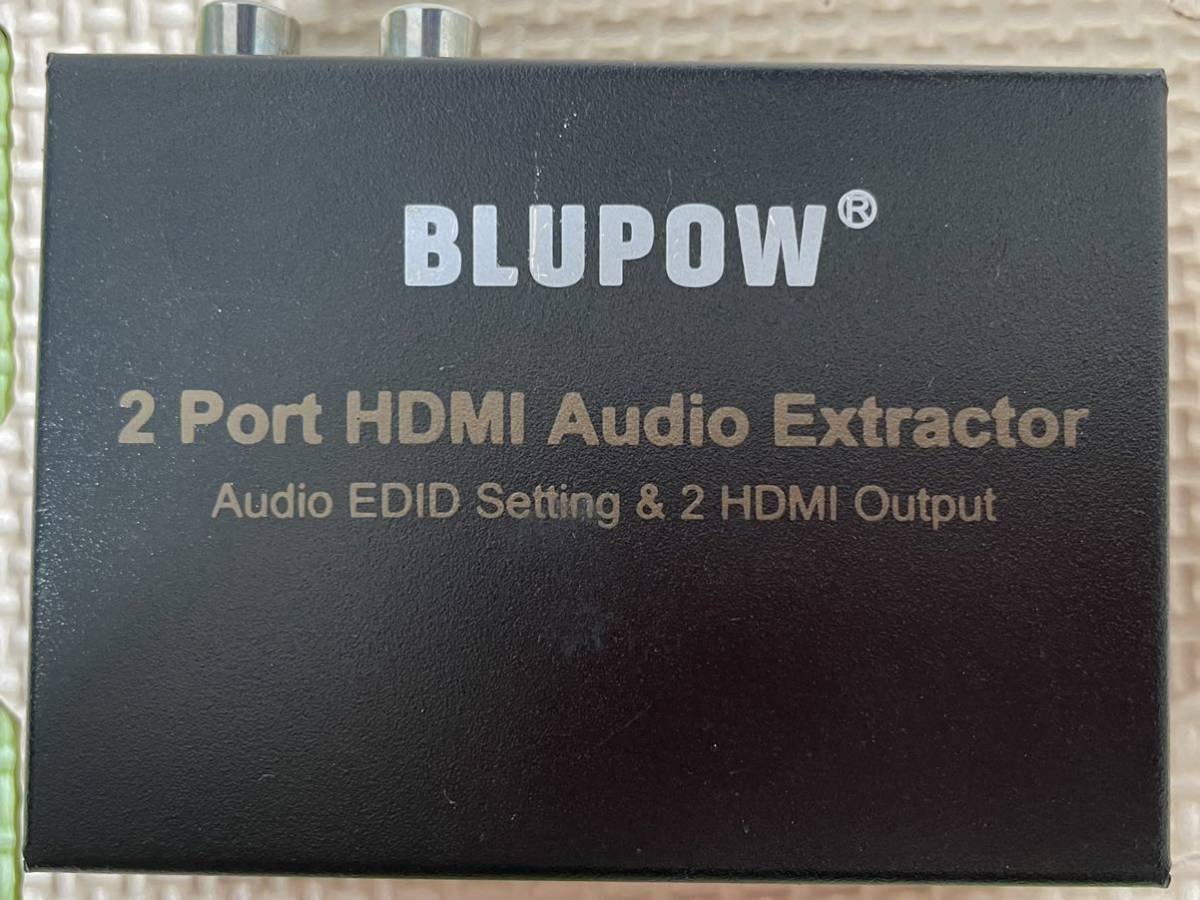 BLUPOW®
2 Port HDMI Audio Extractor
Audio EDID Setting & 2 HDMI Output